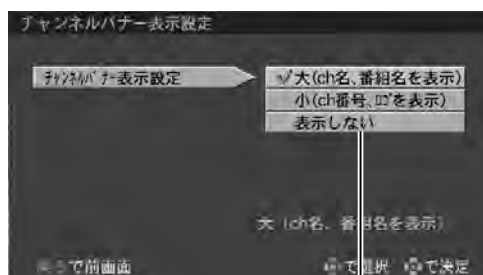 チャンネルバナー表示設定
ﾁｬﾝﾈﾙﾊﾞﾅｰ表示設定
✓大(ch名、番組名を表示)
小(ch番号、ﾛｺﾞを表示)
表示しない
大(ch名、番組名を表示)
で前画面
で選択 で決定